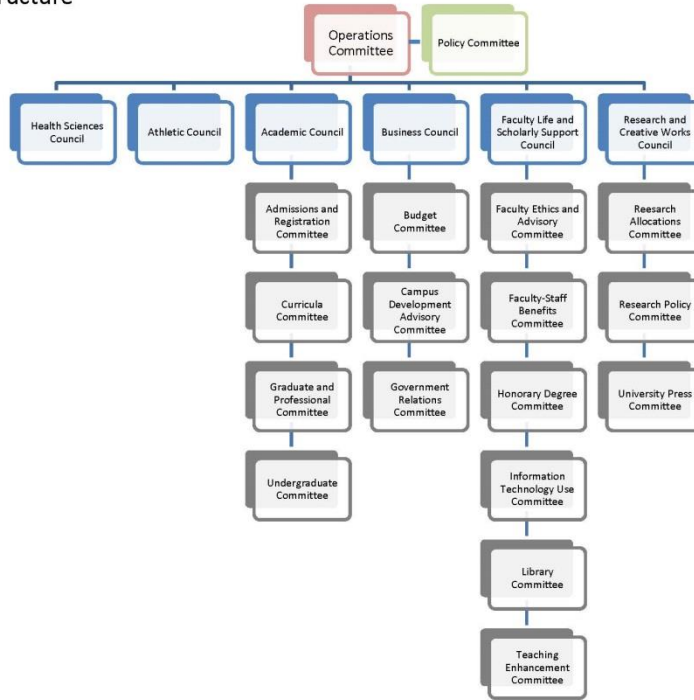 Operations
Committee
Policy Committee
Health Sciences
Council
Athletic Council
Academic Council
Business Council
Faculty Life and
Scholarly Support
Council
Research and
Creative Works
Council
Admissions and
Registration
Committee
Budget
Committee
Faculty Ethics and
Advisory
Committee
Reesarch
Allocations
Committee
Curricula
Committee
Campus
Development
Advisory
Committee
Faculty-Staff
Benefits
Committee
Research Policy
Committee
Graduate and
Professional
Committee
Government
Relations
Committee
Honorary Degree
Committee
University Press
Committee
Undergraduate
Committee
Information
Technology Use
Committee
Library
Committee
Teaching
Enhancement
Committee